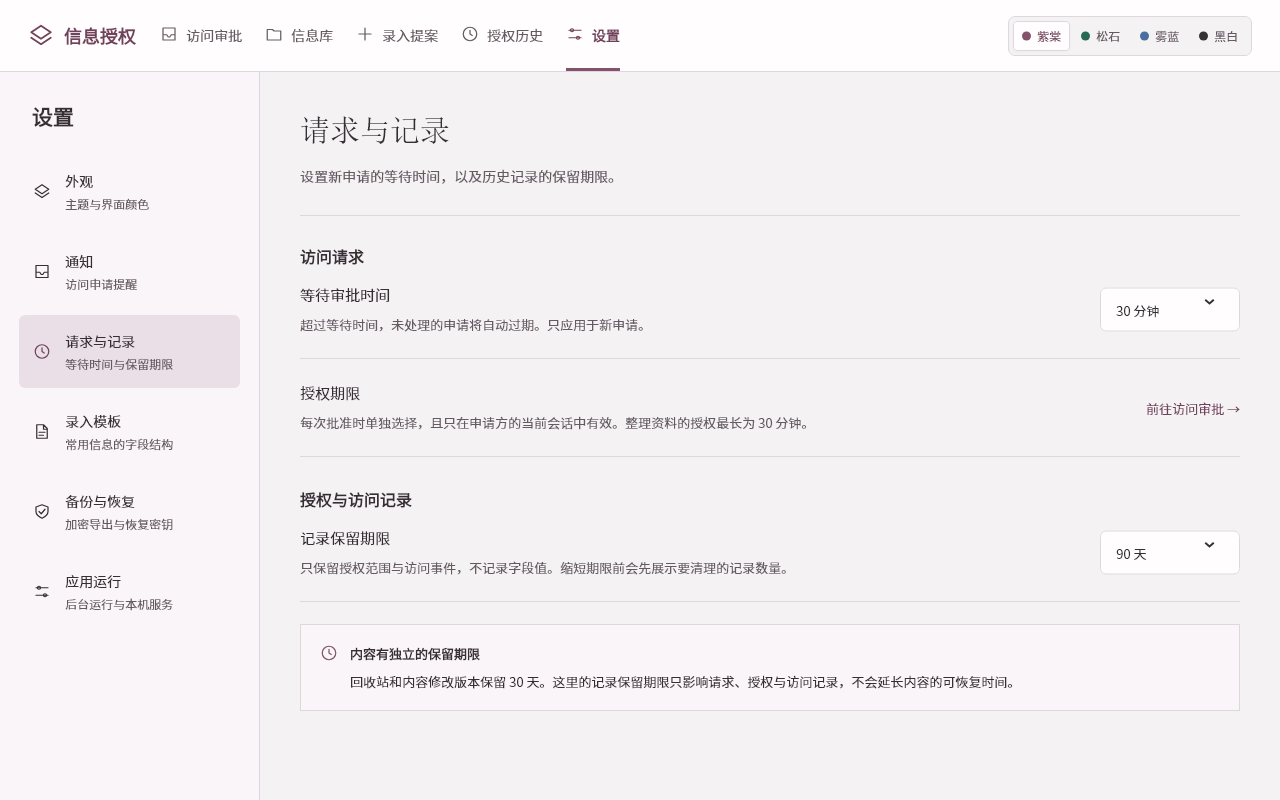 信息授权
访问审批
信息库
录入提案
授权历史
设置
紫棠
松石
雾蓝
黑白
设置
外观
主题与界面颜色
通知
访问申请提醒
请求与记录
等待时间与保留期限
录入模板
常用信息的字段结构
备份与恢复
加密导出与恢复密钥
应用运行
后台运行与本机服务
请求与记录
设置新申请的等待时间，以及历史记录的保留期限。
访问请求
等待审批时间
超过等待时间，未处理的申请将自动过期。只应用于新申请。
30 分钟
授权期限
每次批准时单独选择，且只在申请方的当前会话中有效。整理资料的授权最长为 30 分钟。
前往访问审批 →
授权与访问记录
记录保留期限
只保留授权范围与访问事件，不记录字段值。缩短期限前会先展示要清理的记录数量。
90 天
内容有独立的保留期限
回收站和内容修改版本保留 30 天。这里的记录保留期限只影响请求、授权与访问记录，不会延长内容的可恢复时间。